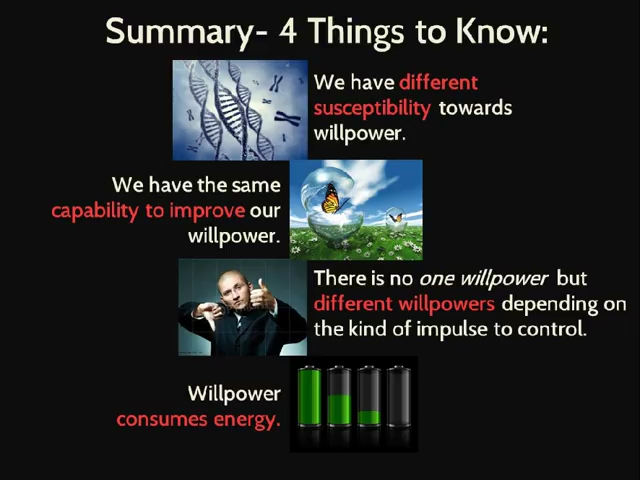 Summary- 4 Things to Know:
We have different
susceptibility towards
willpower.
We have the same
capability to improve our
willpower.
There is no one willpower but
different willpowers depending on
the kind of impulse to control.
Willpower
consumes energy.